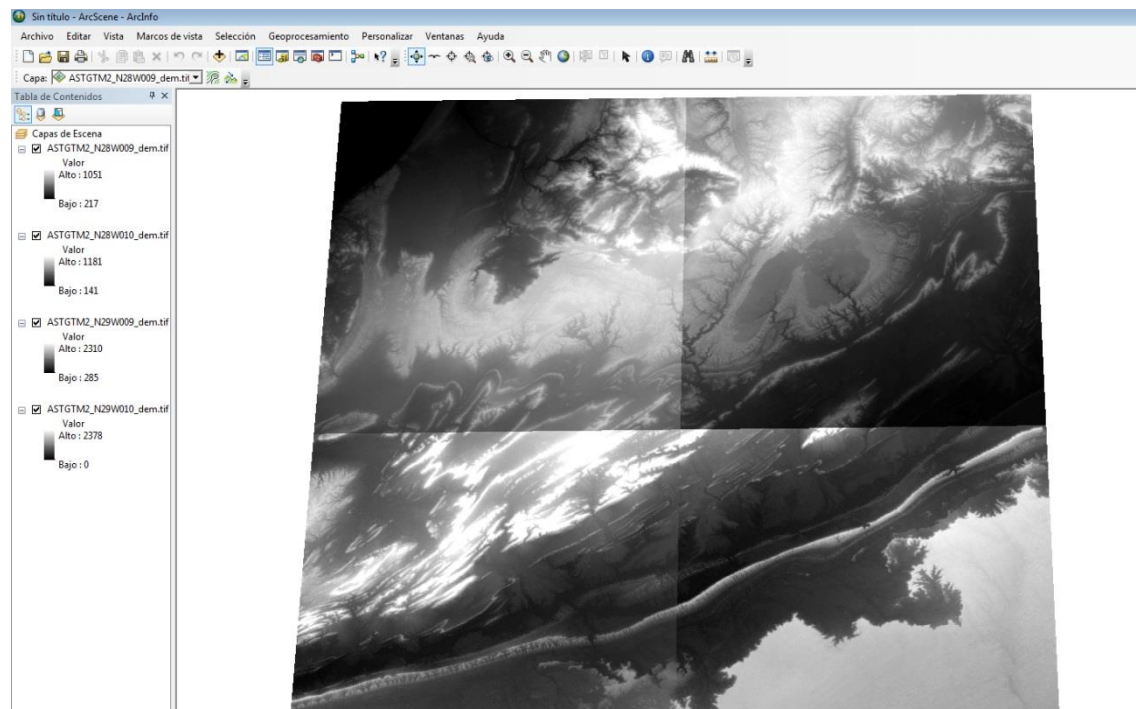 Sin título - ArcScene - ArcInfo
Archivo Editar Vista Marcos de vista Selección Geoprocesamiento Personalizar Ventanas Ayuda
Capa: ASTGTM2_N28W009_dem.tif
Tabla de Contenidos
Capas de Escena
ASTGTM2_N28W009_dem.tif
Valor
Alto : 1051
Bajo : 217
ASTGTM2_N28W010_dem.tif
Valor
Alto : 1181
Bajo : 141
ASTGTM2_N29W009_dem.tif
Valor
Alto : 2310
Bajo : 285
ASTGTM2_N29W010_dem.tif
Valor
Alto : 2378
Bajo : 0